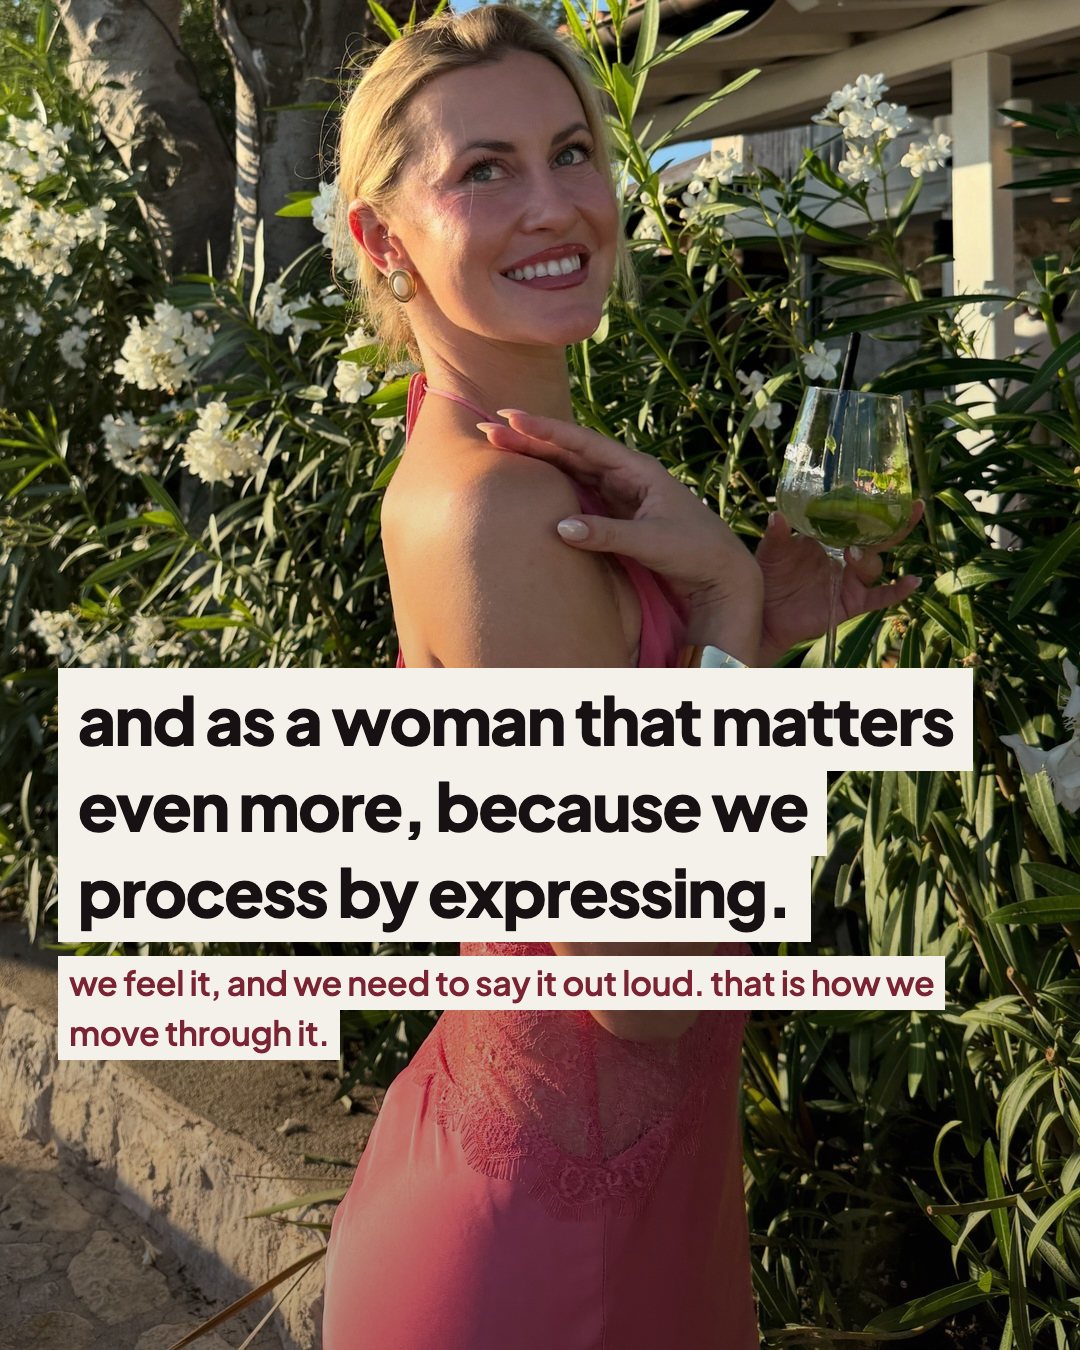 and as a woman that matters
even more, because we
process by expressing.
we feel it, and we need to say it out loud. that is how we
move through it.